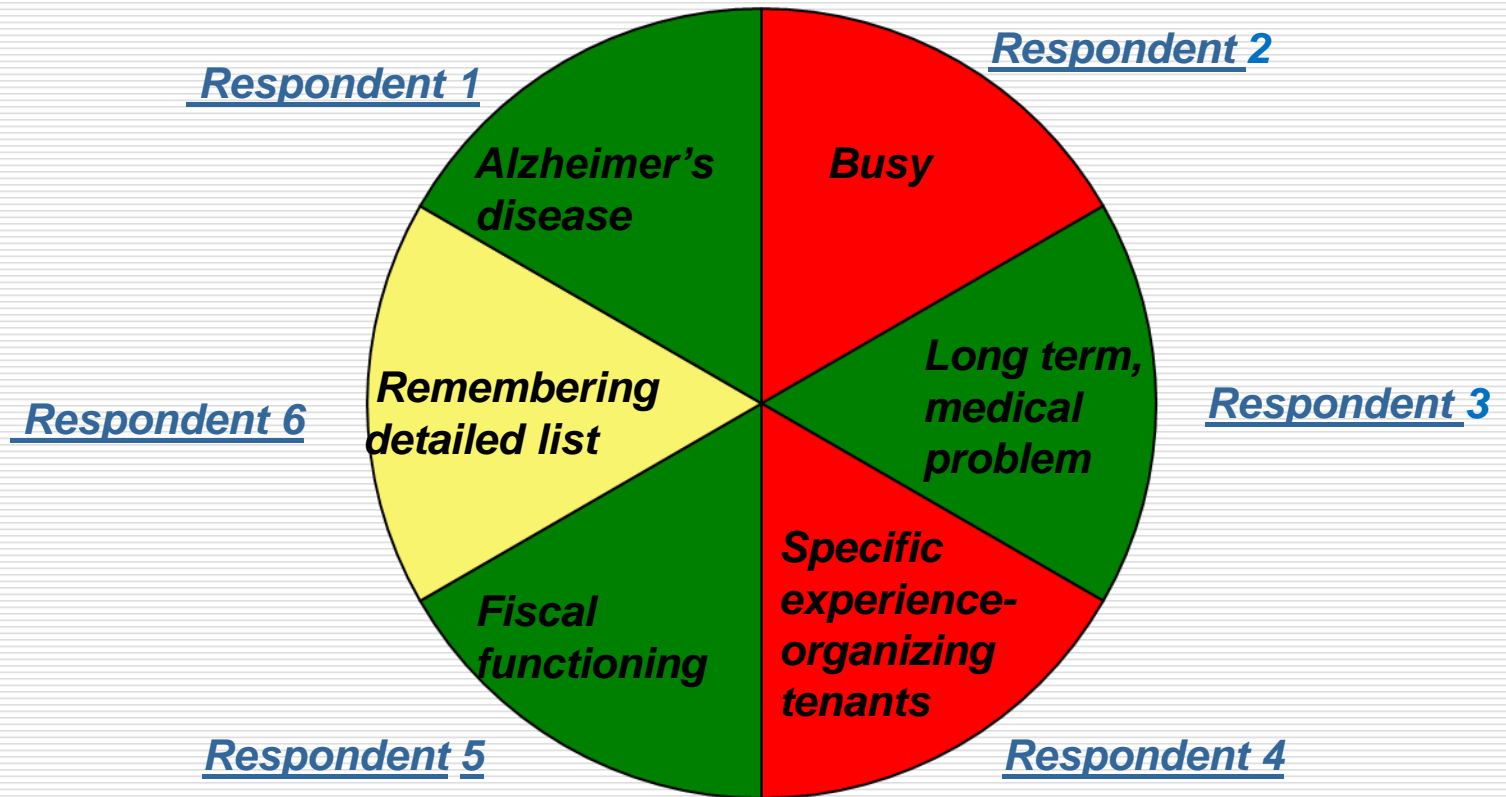 Respondent 1
Alzheimer's
disease
Respondent 2
Busy
Respondent 3
Long term,
medical
problem
Respondent 4
Specific
experience-
organizing
tenants
Respondent 5
Fiscal
functioning
Respondent 6
Remembering
detailed list